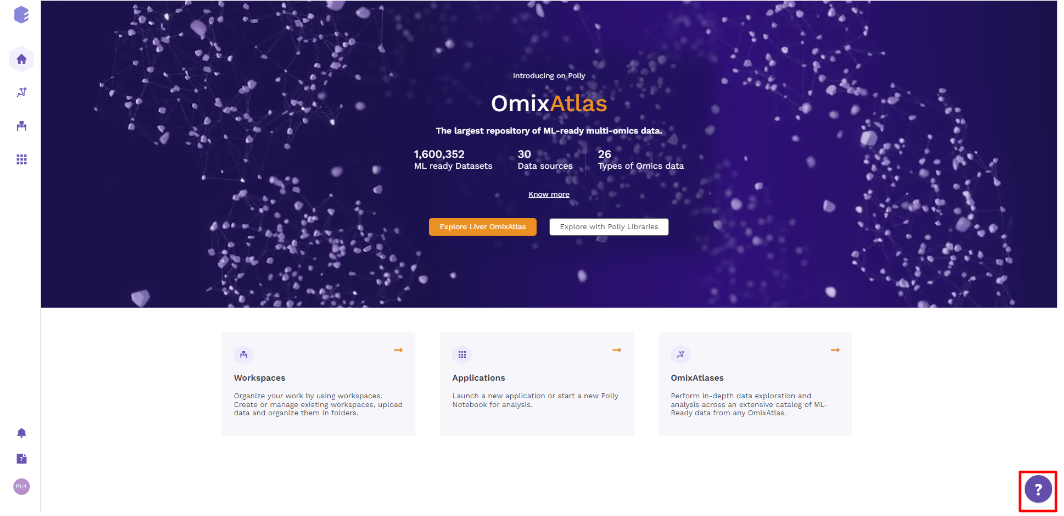 Introducing on Polly
OmixAtlas
The largest repository of ML-ready multi-omics data.
1,600,352
ML ready Datasets
30
Data sources
26
Types of Omics data
Know more
Explore Liver OmixAtlas
Explore with Polly Libraries
Workspaces
Organize your work by using workspaces.
Create or manage existing workspaces, upload
data and organize them in folders.
Applications
Launch a new application or start a new Polly
Notebook for analysis.
OmixAtlases
Perform in-depth data exploration and
analysis across an extensive catalog of ML-
Ready data from any OmixAtlas.
?